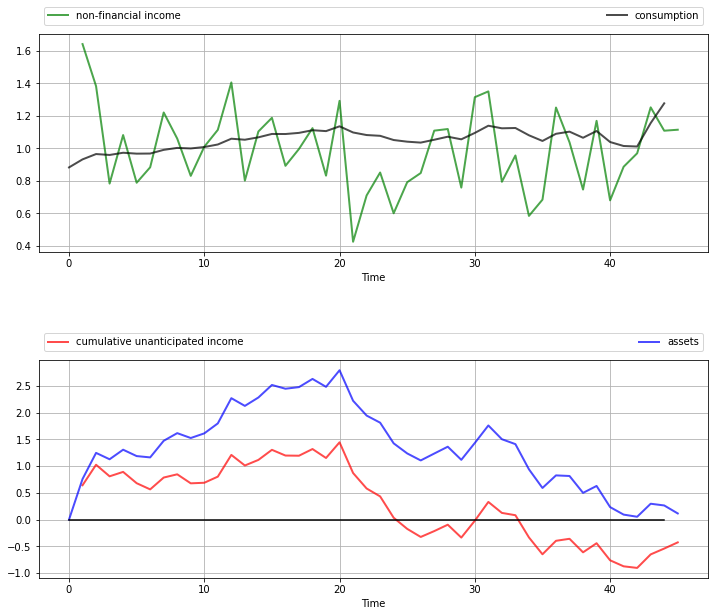 non-financial income consumption
1.6
1.4
1.2
1.0
0.8
0.6
0.4
0 10 20 30 40
Time
cumulative unanticipated income assets
2.5
2.0
1.5
1.0
0.5
0.0
−0.5
−1.0
0 10 20 30 40
Time